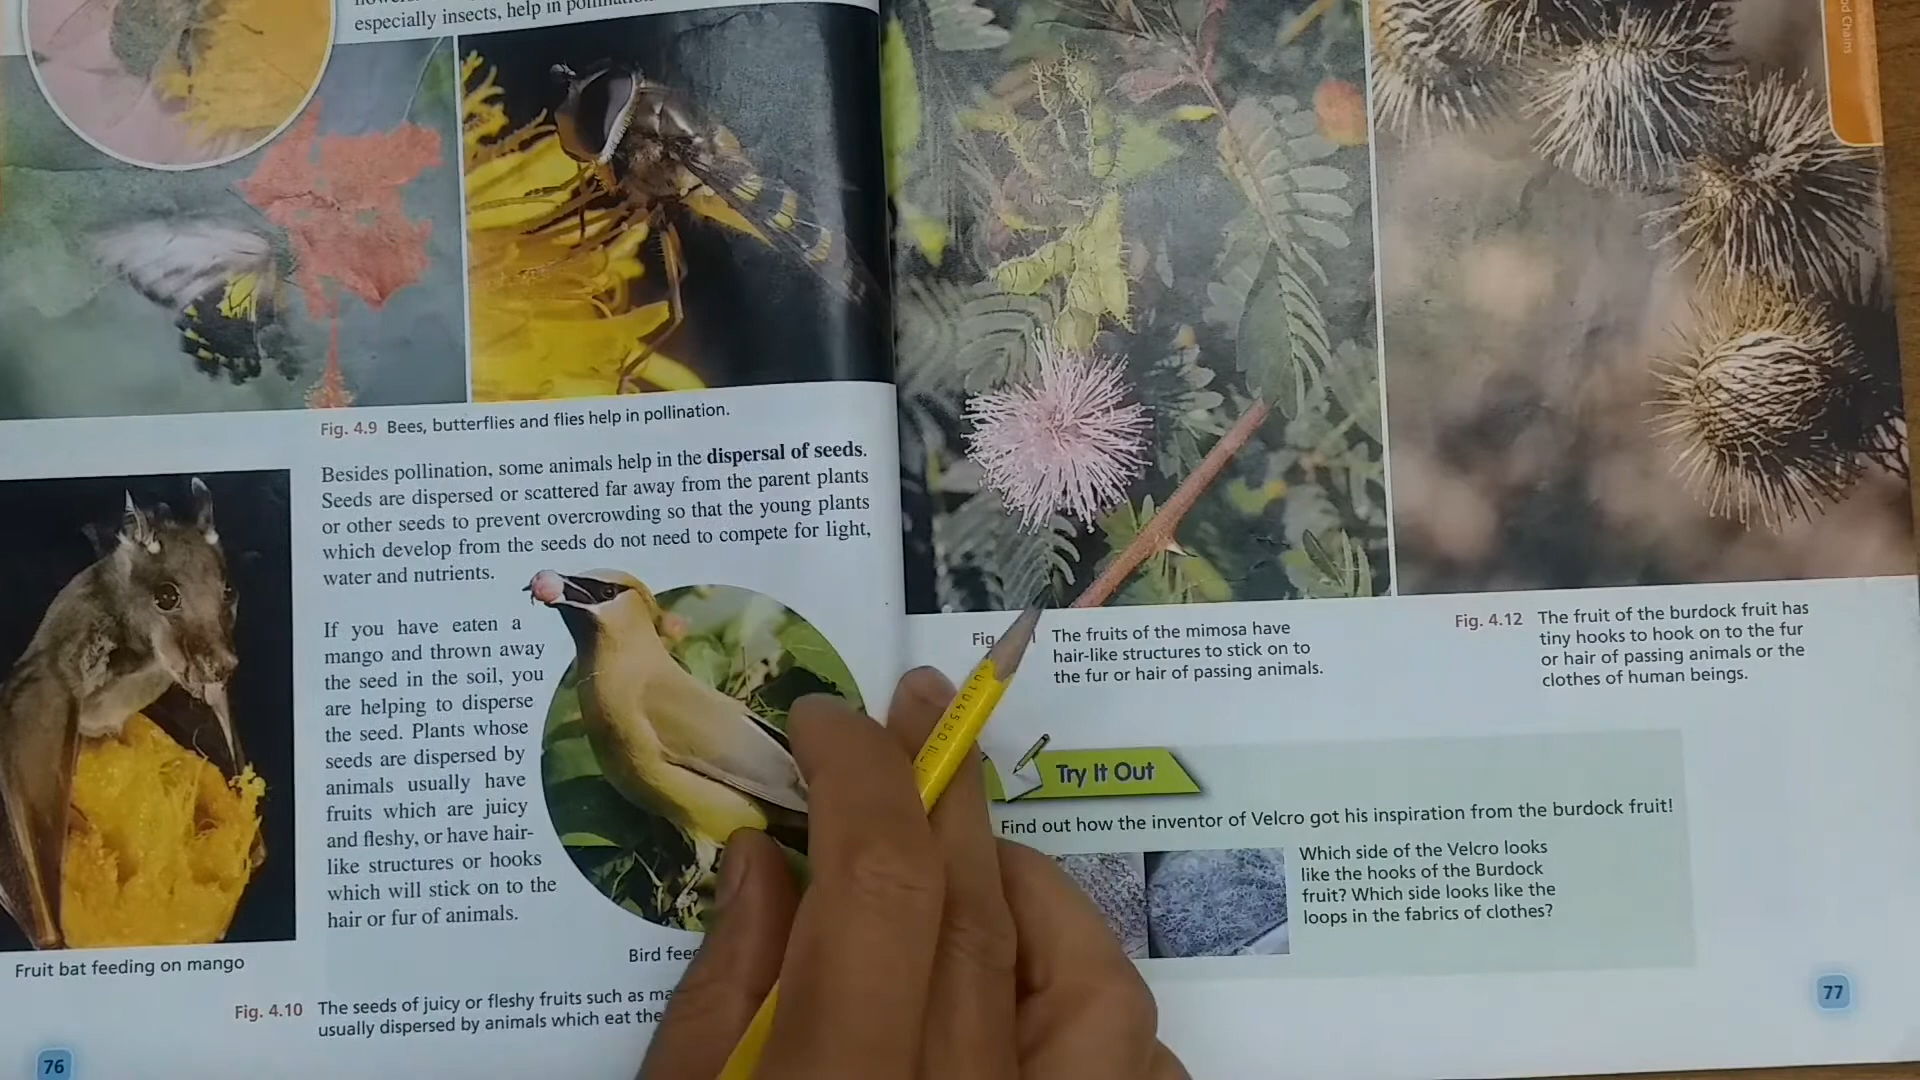 especially insects, help in
Fig. 4.9 Bees, butterflies and flies help in pollination.
Besides pollination, some animals help in the dispersal of seeds.
Seeds are dispersed or scattered far away from the parent plants
or other seeds to prevent overcrowding so that the young plants
which develop from the seeds do not need to compete for light,
water and nutrients.
If you have eaten a
mango and thrown away
the seed in the soil, you
are helping to disperse
the seed. Plants whose
seeds are dispersed by
animals usually have
fruits which are juicy
and fleshy, or have hair-
like structures or hooks
which will stick on to the
hair or fur of animals.
Fruit bat feeding on mango
Bird
Fig. 4.10 The seeds of juicy or fleshy fruits such as
usually dispersed by animals which eat
76
Chains
Fig. The fruits of the mimosa have
hair-like structures to stick on to
the fur or hair of passing animals.
Fig. 4.12 The fruit of the burdock fruit has
tiny hooks to hook on to the fur
or hair of passing animals or the
clothes of human beings.
Try It Out
Find out how the inventor of Velcro got his inspiration from the burdock fruit!
Which side of the Velcro looks
like the hooks of the Burdock
fruit? Which side looks like the
loops in the fabrics of clothes?
77